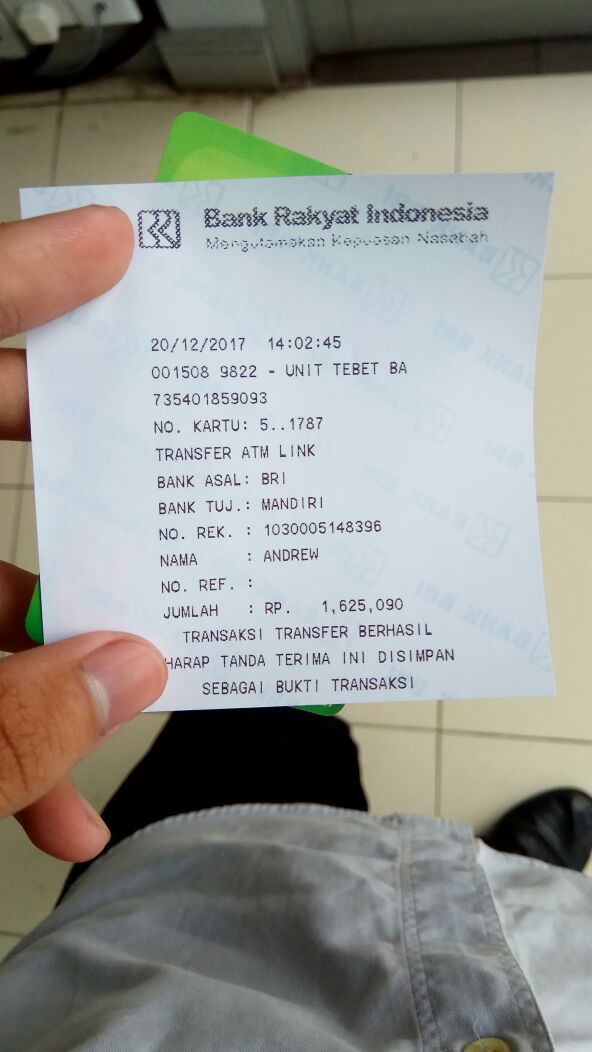 Bank Rakyat Indonesia
Mengutamakan Kepuasan Nasabah
20/12/2017 14:02:45
001508 9822 - UNIT TEBET BA
735401859093
NO. KARTU: 5..1787
TRANSFER ATM LINK
BANK ASAL: BRI
BANK TUJ.: MANDIRI
NO. REK. : 1030005148396
NAMA : ANDREW
NO. REF. :
JUMLAH : RP. 1,625,090
TRANSAKSI TRANSFER BERHASIL
HARAP TANDA TERIMA INI DISIMPAN
SEBAGAI BUKTI TRANSAKSI
BANK BRI